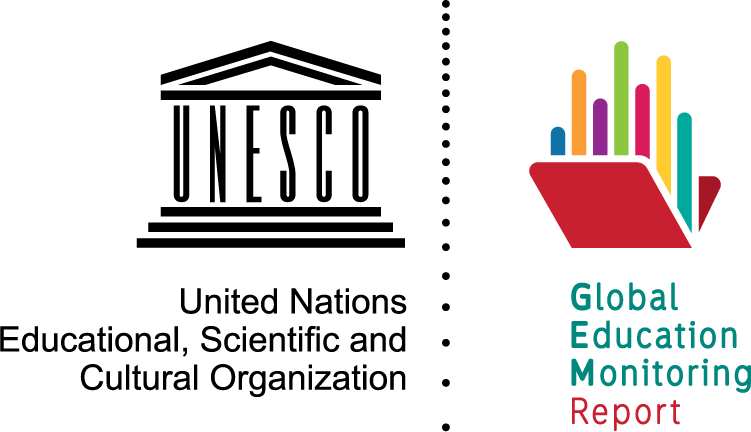 UNESCO
United Nations
Educational, Scientific and
Cultural Organization
Global
Education
Monitoring
Report